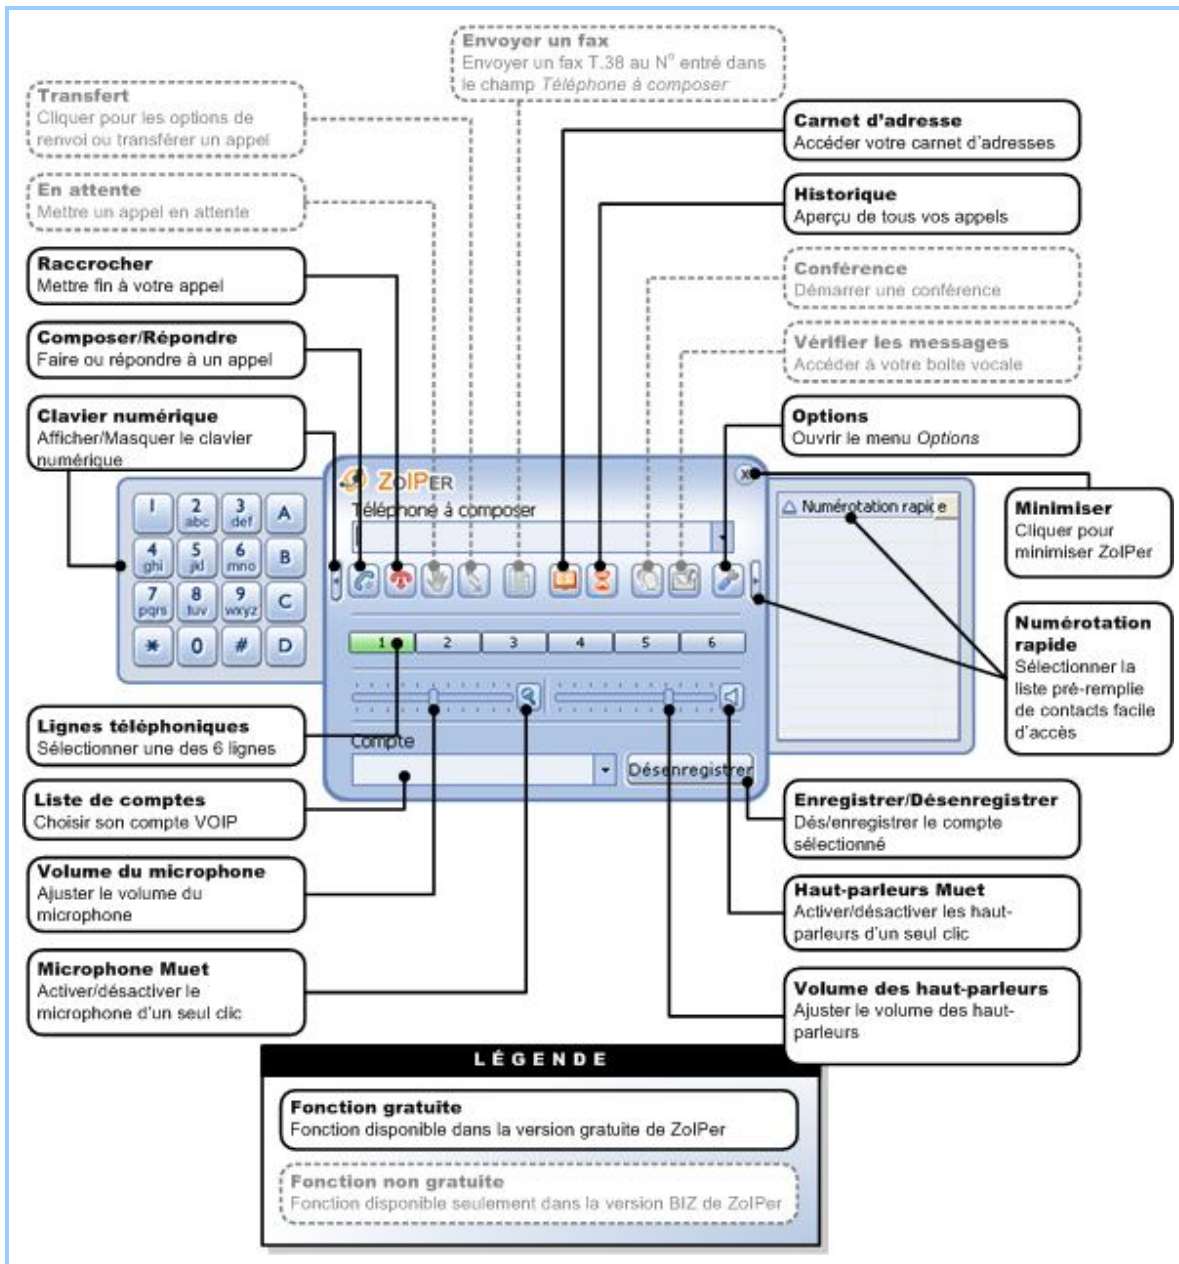 Envoyer un fax
Envoyer un fax T.38 au N° entré dans
le champ Téléphone à composer
Transfert
Cliquer pour les options de
renvoi ou transférer un appel
En attente
Mettre un appel en attente
Raccrocher
Mettre fin à votre appel
Composer/Répondre
Faire ou répondre à un appel
Clavier numérique
Afficher/Masquer le clavier
numérique
Carnet d'adresse
Accéder votre carnet d'adresses
Historique
Aperçu de tous vos appels
Conférence
Démarrer une conférence
Vérifier les messages
Accéder à votre boite vocale
Options
Ouvrir le menu Options
1 2 3 A
abc def
4 5 6 B
ghi jkl mno
7 8 9 C
pqrs tuv wxyz
* 0 # D
ZoIPER
X
Téléphone à composer
1 2 3 4 5 6
Compte
Désenregistrer
Numérotation rapide
Minimiser
Cliquer pour
minimiser ZoIPer
Numérotation
rapide
Sélectionner la
liste pré-remplie
de contacts facile
d'accès
Lignes téléphoniques
Sélectionner une des 6 lignes
Liste de comptes
Choisir son compte VOIP
Volume du microphone
Ajuster le volume du
microphone
Microphone Muet
Activer/désactiver le
microphone d'un seul clic
Enregistrer/Désenregistrer
Dés/enregistrer le compte
sélectionné
Haut-parleurs Muet
Activer/désactiver les haut-
parleurs d'un seul clic
Volume des haut-parleurs
Ajuster le volume des haut-
parleurs
LÉGENDE
Fonction gratuite
Fonction disponible dans la version gratuite de ZoIPer
Fonction non gratuite
Fonction disponible seulement dans la version BIZ de ZoIPer